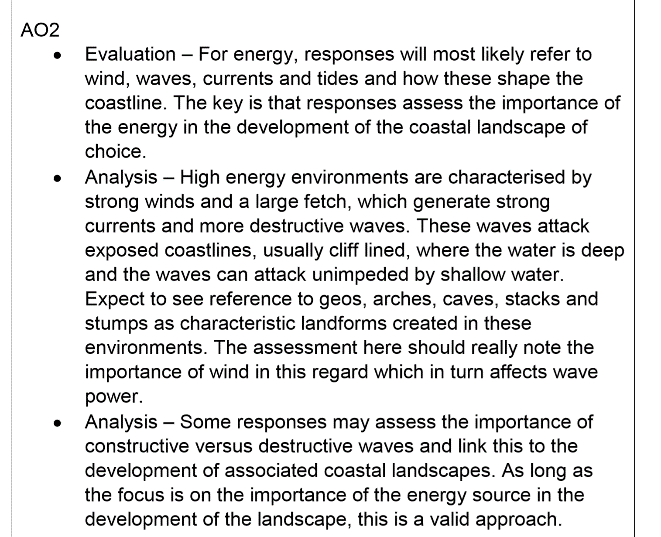 AO2
• Evaluation – For energy, responses will most likely refer to
wind, waves, currents and tides and how these shape the
coastline. The key is that responses assess the importance of
the energy in the development of the coastal landscape of
choice.
• Analysis – High energy environments are characterised by
strong winds and a large fetch, which generate strong
currents and more destructive waves. These waves attack
exposed coastlines, usually cliff lined, where the water is deep
and the waves can attack unimpeded by shallow water.
Expect to see reference to geos, arches, caves, stacks and
stumps as characteristic landforms created in these
environments. The assessment here should really note the
importance of wind in this regard which in turn affects wave
power.
• Analysis – Some responses may assess the importance of
constructive versus destructive waves and link this to the
development of associated coastal landscapes. As long as
the focus is on the importance of the energy source in the
development of the landscape, this is a valid approach.